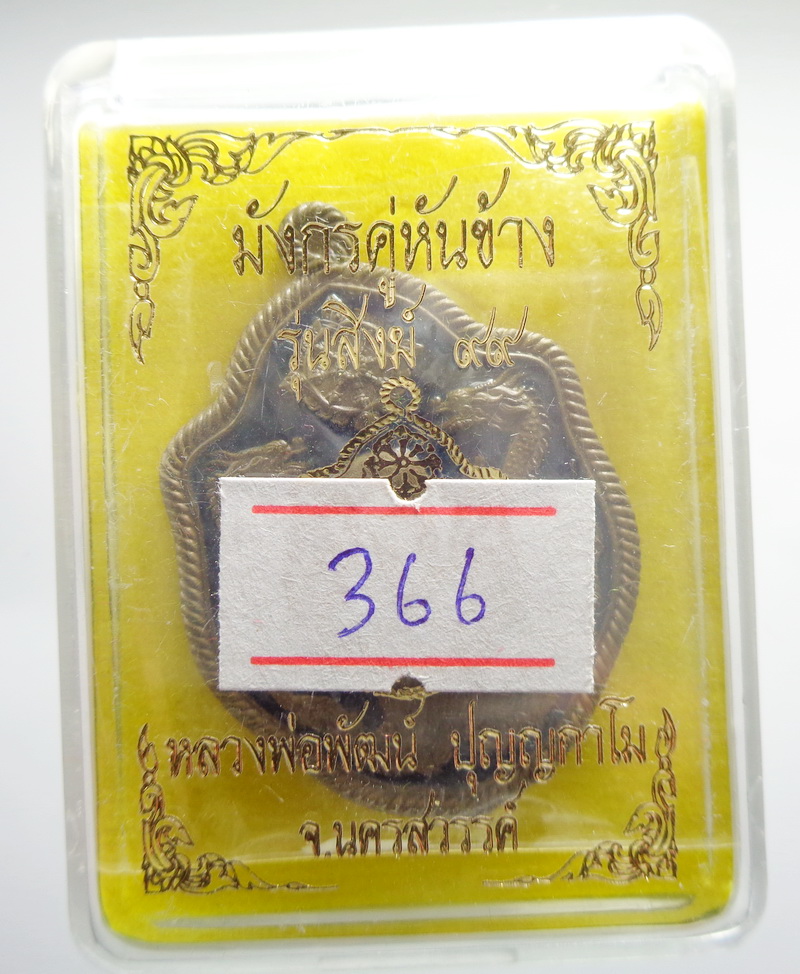 มังกรคู่หันข้าง
รุ่นสิงฆ์ ๙๙
366
หลวงพ่อพัฒน์ ปุญญกาโม
จ.นครสวรรค์